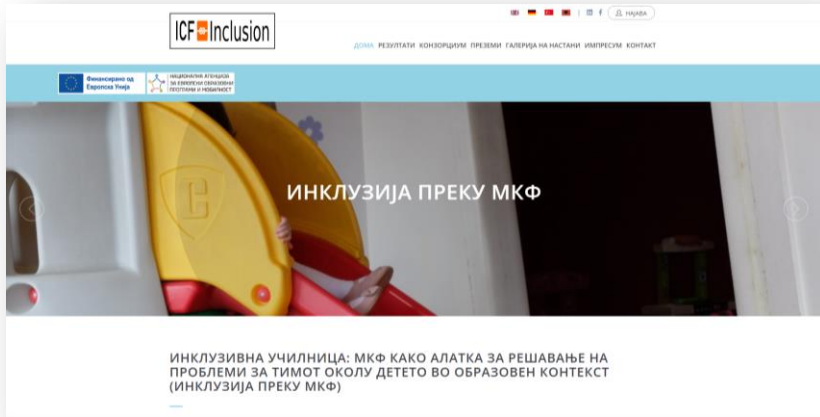 ICF Inclusion
НАЈАВА
ДОМА РЕЗУЛТАТИ КОНЗОРЦИУМ ПРЕЗЕМИ ГАЛЕРИЈА НА НАСТАНИ ИМПРЕСУМ КОНТАКТ
Финансирано од
Европска Унија
НАЦИОНАЛНА АГЕНЦИЈА
ЗА ЕВРОПСКИ ОБРАЗОВНИ
ПРОГРАМИ И МОБИЛНОСТ
C
ИНКЛУЗИЈА ПРЕКУ МКФ
ИНКЛУЗИВНА УЧИЛНИЦА: МКФ КАКО АЛАТКА ЗА РЕШАВАЊЕ НА
ПРОБЛЕМИ ЗА ТИМОТ ОКОЛУ ДЕТЕТО ВО ОБРАЗОВЕН КОНТЕКСТ
(ИНКЛУЗИЈА ПРЕКУ МКФ)